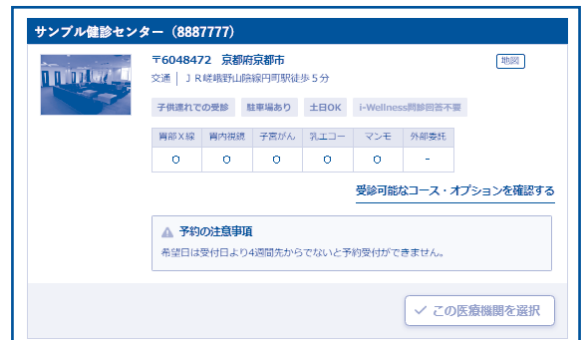 サンプル健診センター（8887777）
〒6048472　京都府京都市
地図
交通 │ ＪＲ嵯峨野山陰線円町駅徒歩５分
子供連れでの受診　駐車場あり　土日OK　i-Wellness問診回答不要
胃部Ｘ線　胃内視鏡　子宮がん　乳エコー　マンモ　外部委託
○　○　○　○　○　-
受診可能なコース・オプションを確認する
予約の注意事項
希望日は受付日より4週間先からでないと予約受付ができません。
この医療機関を選択